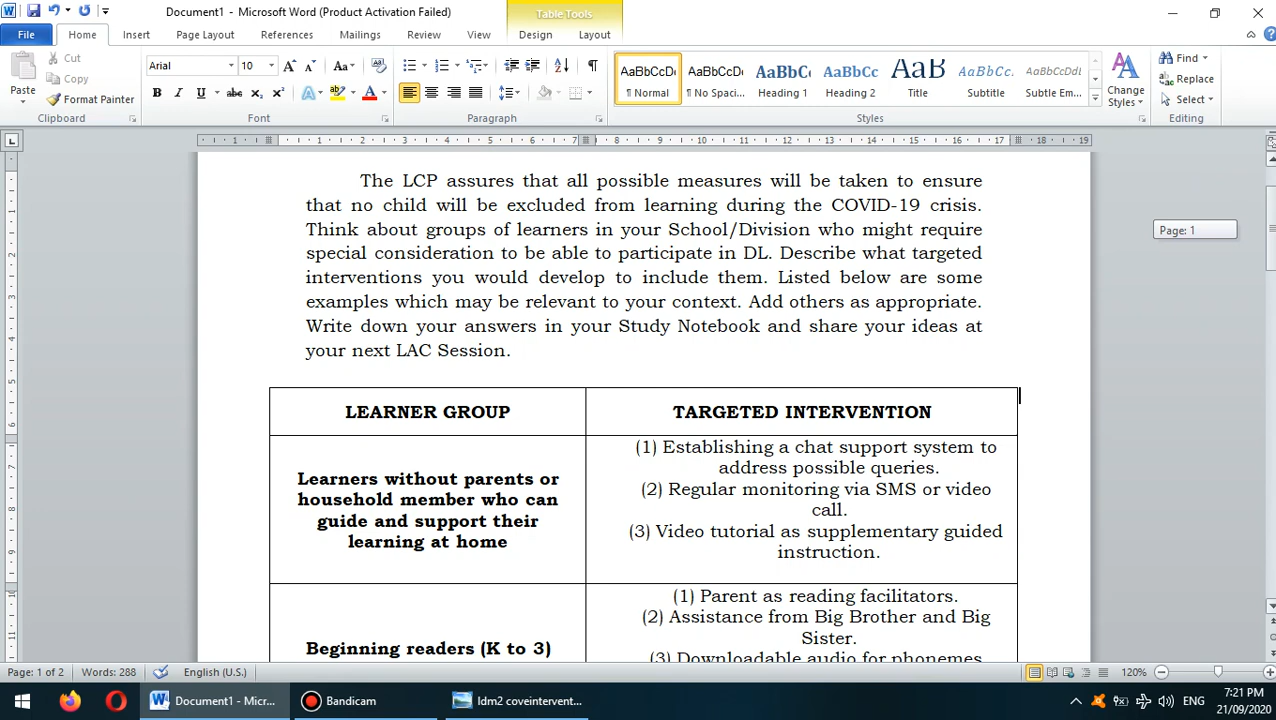 Document1 - Microsoft Word (Product Activation Failed)
Table Tools
File Home Insert Page Layout References Mailings Review View Design Layout
Paste
Cut
Copy
Format Painter
Clipboard
Arial 10
Font
Paragraph
AaBbCcDc AaBbCcDc AaBbC AaBbCc AaB AaBbCc. AaBbCcDd
¶ Normal ¶ No Spaci... Heading 1 Heading 2 Title Subtitle Subtle Em...
Styles
Change
Styles
Find
Replace
Select
Editing
The LCP assures that all possible measures will be taken to ensure
that no child will be excluded from learning during the COVID-19 crisis.
Think about groups of learners in your School/Division who might require
special consideration to be able to participate in DL. Describe what targeted
interventions you would develop to include them. Listed below are some
examples which may be relevant to your context. Add others as appropriate.
Write down your answers in your Study Notebook and share your ideas at
your next LAC Session.
Page: 1
LEARNER GROUP
TARGETED INTERVENTION
Learners without parents or
household member who can
guide and support their
learning at home
(1) Establishing a chat support system to
address possible queries.
(2) Regular monitoring via SMS or video
call.
(3) Video tutorial as supplementary guided
instruction.
Beginning readers (K to 3)
(1) Parent as reading facilitators.
(2) Assistance from Big Brother and Big
Sister.
(3) Downloadable audio for phonemes
Page: 1 of 2 Words: 288 English (U.S.) 120%
Document1 - Micr... Bandicam ldm2 coveintervent... ENG 7:21 PM
21/09/2020